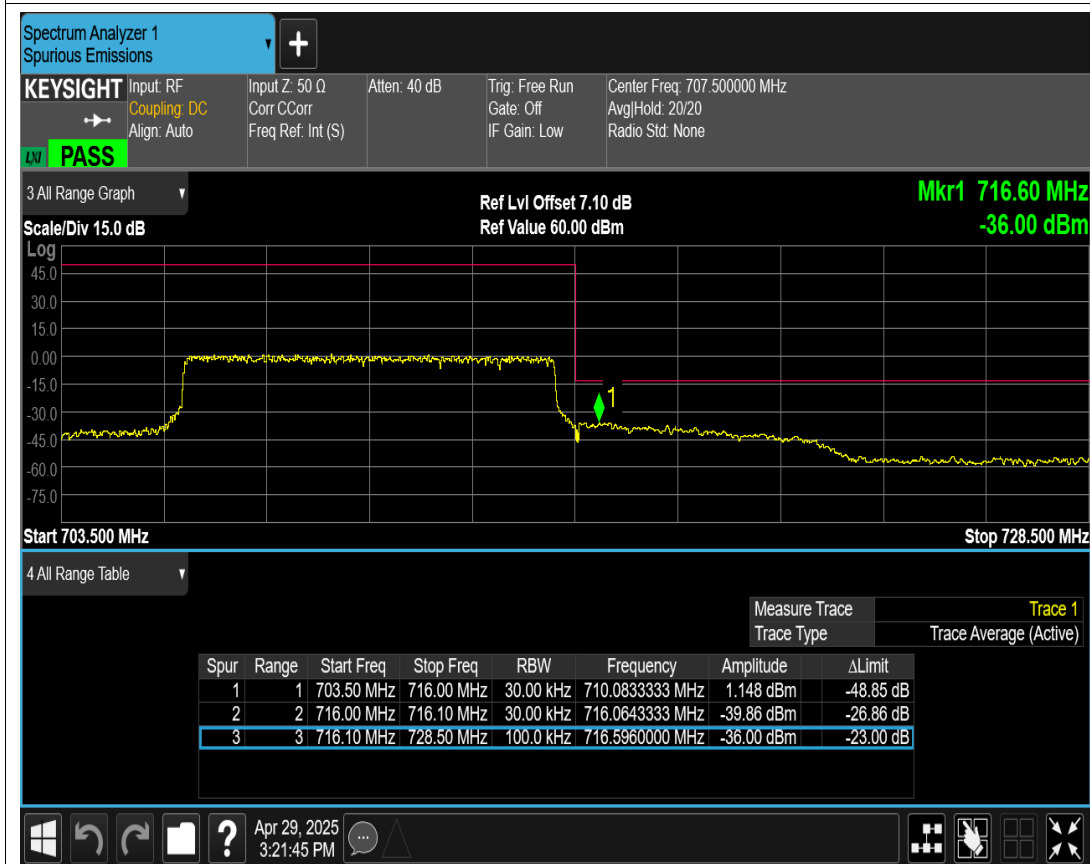 Spectrum Analyzer 1
Spurious Emissions
+
KEYSIGHT Input: RF Input Z: 50 Ω Atten: 40 dB Trig: Free Run Center Freq: 707.500000 MHz
Coupling: DC Corr CCorr Gate: Off Avg|Hold: 20/20
Align: Auto Freq Ref: Int (S) IF Gain: Low Radio Std: None
LXI PASS
3 All Range Graph Ref Lvl Offset 7.10 dB Mkr1 716.60 MHz
Scale/Div 15.0 dB Ref Value 60.00 dBm -36.00 dBm
Log
45.0
30.0
15.0
0.00
-15.0
1
-30.0
-45.0
-60.0
-75.0
Start 703.500 MHz Stop 728.500 MHz
4 All Range Table
Measure Trace Trace 1
Trace Type Trace Average (Active)
Spur Range Start Freq Stop Freq RBW Frequency Amplitude ΔLimit
1 1 703.50 MHz 716.00 MHz 30.00 kHz 710.0833333 MHz 1.148 dBm -48.85 dB
2 2 716.00 MHz 716.10 MHz 30.00 kHz 716.0643333 MHz -39.86 dBm -26.86 dB
3 3 716.10 MHz 728.50 MHz 100.0 kHz 716.5960000 MHz -36.00 dBm -23.00 dB
? Apr 29, 2025
3:21:45 PM